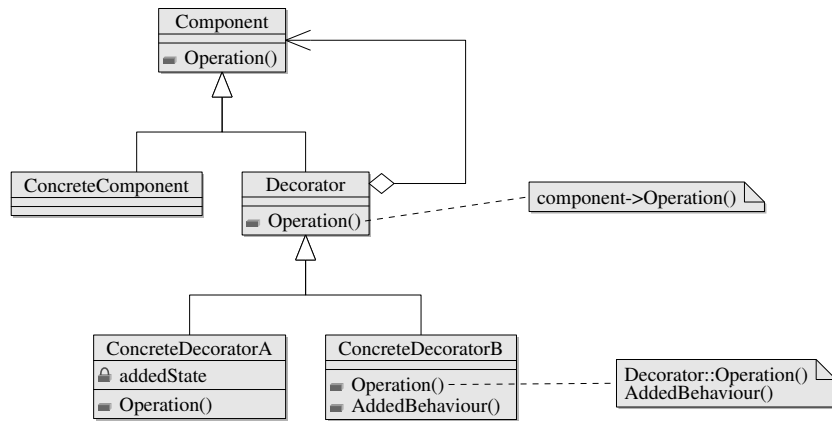 Component
Operation()
ConcreteComponent
Decorator
Operation()
component->Operation()
ConcreteDecoratorA
addedState
Operation()
ConcreteDecoratorB
Operation()
AddedBehaviour()
Decorator::Operation()
AddedBehaviour()